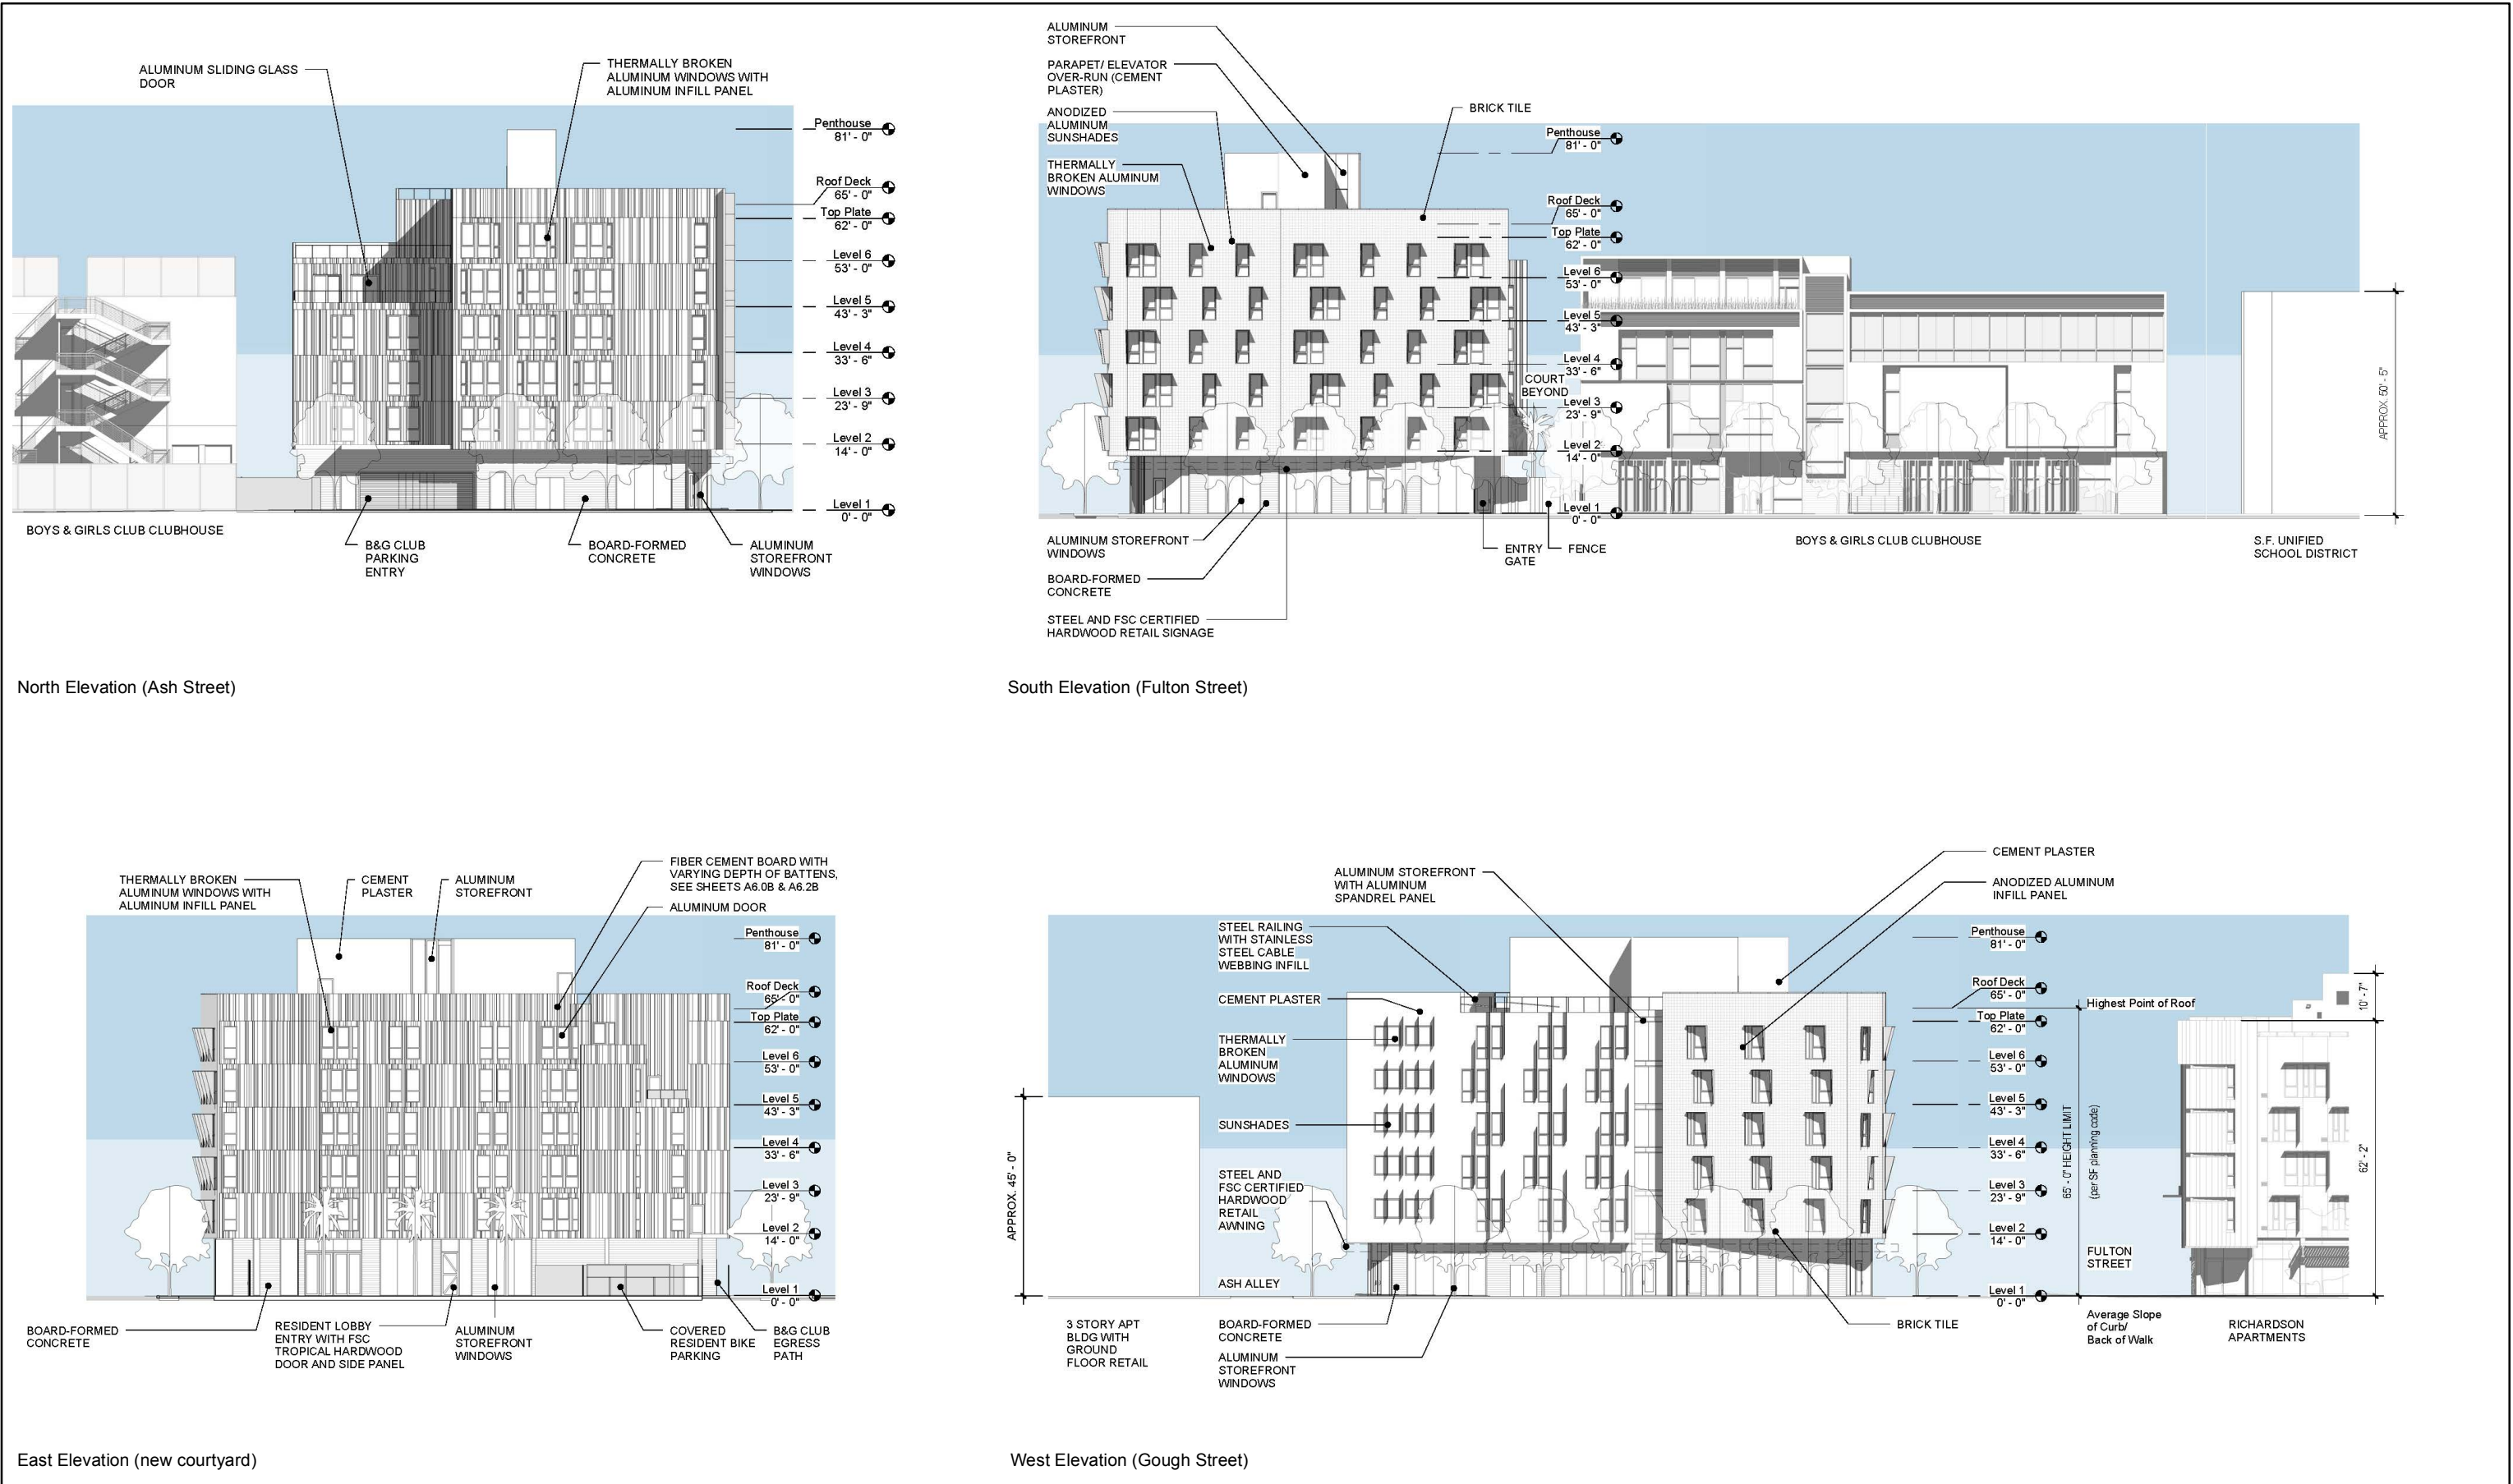 ALUMINUM SLIDING GLASS
DOOR
THERMALLY BROKEN
ALUMINUM WINDOWS WITH
ALUMINUM INFILL PANEL
Penthouse
81' - 0"
Roof Deck
65' - 0"
Top Plate
62' - 0"
Level 6
53' - 0"
Level 5
43' - 3"
Level 4
33' - 6"
Level 3
23' - 9"
Level 2
14' - 0"
Level 1
0' - 0"
BOYS & GIRLS CLUB CLUBHOUSE
B&G CLUB
PARKING
ENTRY
BOARD-FORMED
CONCRETE
ALUMINUM
STOREFRONT
WINDOWS
North Elevation (Ash Street)
ALUMINUM
STOREFRONT
PARAPET/ ELEVATOR
OVER-RUN (CEMENT
PLASTER)
ANODIZED
ALUMINUM
SUNSHADES
THERMALLY
BROKEN ALUMINUM
WINDOWS
BRICK TILE
Penthouse
81' - 0"
Roof Deck
65' - 0"
Top Plate
62' - 0"
Level 6
53' - 0"
Level 5
43' - 3"
Level 4
33' - 6"
COURT
BEYOND
Level 3
23' - 9"
Level 2
14' - 0"
Level 1
0' - 0"
APPROX. 50' - 5"
ALUMINUM STOREFRONT
WINDOWS
BOARD-FORMED
CONCRETE
STEEL AND FSC CERTIFIED
HARDWOOD RETAIL SIGNAGE
ENTRY
GATE
FENCE
BOYS & GIRLS CLUB CLUBHOUSE
S.F. UNIFIED
SCHOOL DISTRICT
South Elevation (Fulton Street)
THERMALLY BROKEN
ALUMINUM WINDOWS WITH
ALUMINUM INFILL PANEL
CEMENT
PLASTER
ALUMINUM
STOREFRONT
FIBER CEMENT BOARD WITH
VARYING DEPTH OF BATTENS,
SEE SHEETS A6.0B & A6.2B
ALUMINUM DOOR
Penthouse
81' - 0"
Roof Deck
65' - 0"
Top Plate
62' - 0"
Level 6
53' - 0"
Level 5
43' - 3"
Level 4
33' - 6"
Level 3
23' - 9"
Level 2
14' - 0"
Level 1
0' - 0"
BOARD-FORMED
CONCRETE
RESIDENT LOBBY
ENTRY WITH FSC
TROPICAL HARDWOOD
DOOR AND SIDE PANEL
ALUMINUM
STOREFRONT
WINDOWS
COVERED
RESIDENT BIKE
PARKING
B&G CLUB
EGRESS
PATH
East Elevation (new courtyard)
ALUMINUM STOREFRONT
WITH ALUMINUM
SPANDREL PANEL
STEEL RAILING
WITH STAINLESS
STEEL CABLE
WEBBING INFILL
CEMENT PLASTER
THERMALLY
BROKEN
ALUMINUM
WINDOWS
SUNSHADES
STEEL AND
FSC CERTIFIED
HARDWOOD
RETAIL
AWNING
ASH ALLEY
APPROX. 45' - 0"
CEMENT PLASTER
ANODIZED ALUMINUM
INFILL PANEL
Penthouse
81' - 0"
Roof Deck
65' - 0"
Top Plate
62' - 0"
Level 6
53' - 0"
Level 5
43' - 3"
Level 4
33' - 6"
Level 3
23' - 9"
Level 2
14' - 0"
Level 1
0' - 0"
Highest Point of Roof
65' - 0" HEIGHT LIMIT
(per SF planning code)
10' - 7"
62' - 2"
FULTON
STREET
3 STORY APT
BLDG WITH
GROUND
FLOOR RETAIL
BOARD-FORMED
CONCRETE
ALUMINUM
STOREFRONT
WINDOWS
BRICK TILE
Average Slope
of Curb/
Back of Walk
RICHARDSON
APARTMENTS
West Elevation (Gough Street)